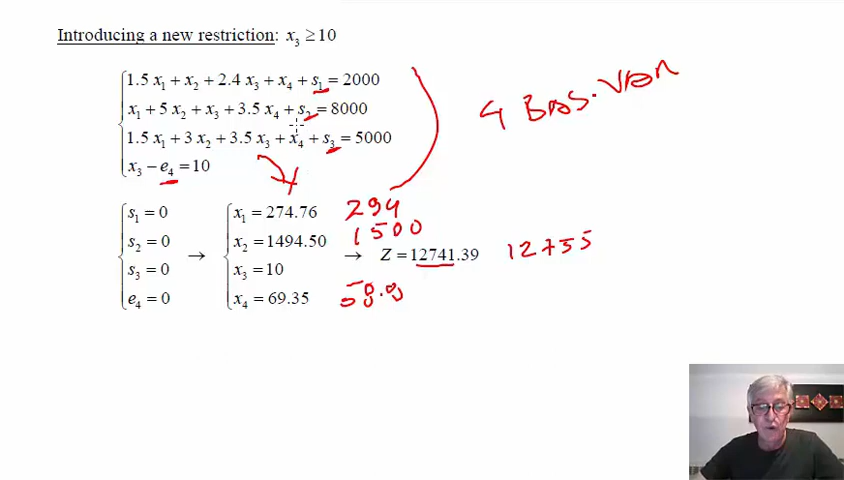 Introducing a new restriction: x₃ ≥ 10
1.5 x₁ + x₂ + 2.4 x₃ + x₄ + s₁ = 2000
x₁ + 5 x₂ + x₃ + 3.5 x₄ + s₂ = 8000
1.5 x₁ + 3 x₂ + 3.5 x₃ + x₄ + s₃ = 5000
x₃ − e₄ = 10
4 BAS. VAR
s₁ = 0
s₂ = 0
s₃ = 0
e₄ = 0
→
x₁ = 274.76
x₂ = 1494.50
x₃ = 10
x₄ = 69.35
294
1500
→ Z = 12741.39
12755